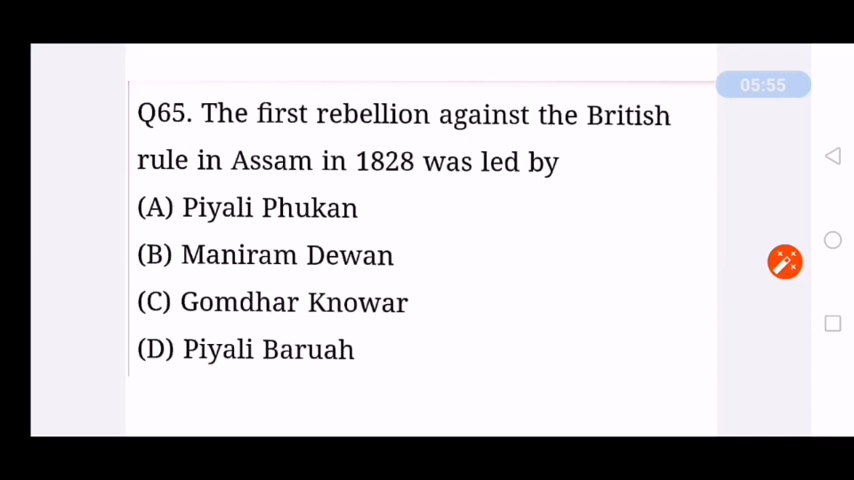 05:55
Q65. The first rebellion against the British
rule in Assam in 1828 was led by
(A) Piyali Phukan
(B) Maniram Dewan
(C) Gomdhar Knowar
(D) Piyali Baruah